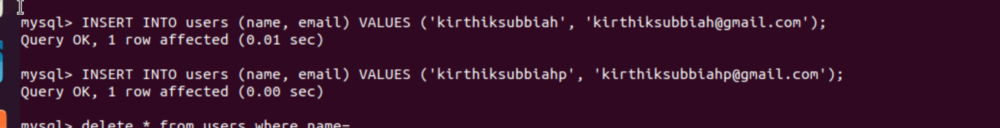 mysql> INSERT INTO users (name, email) VALUES ('kirthiksubbiah', 'kirthiksubbiah@gmail.com');
Query OK, 1 row affected (0.01 sec)
mysql> INSERT INTO users (name, email) VALUES ('kirthiksubbiahp', 'kirthiksubbiahp@gmail.com');
Query OK, 1 row affected (0.00 sec)
mysql> delete * from users where name=